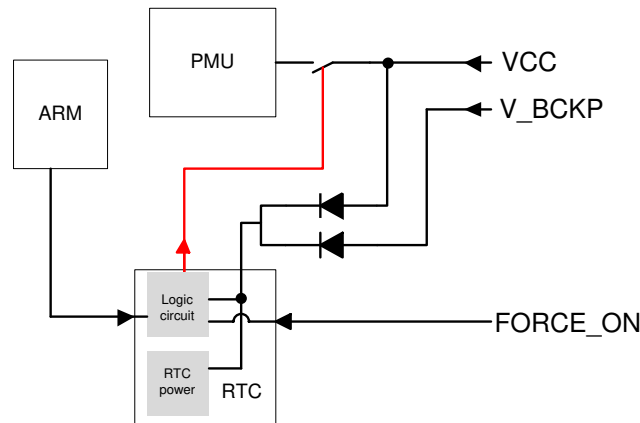 PMU
VCC
ARM
V_BCKP
Logic
circuit
FORCE_ON
RTC
power
RTC